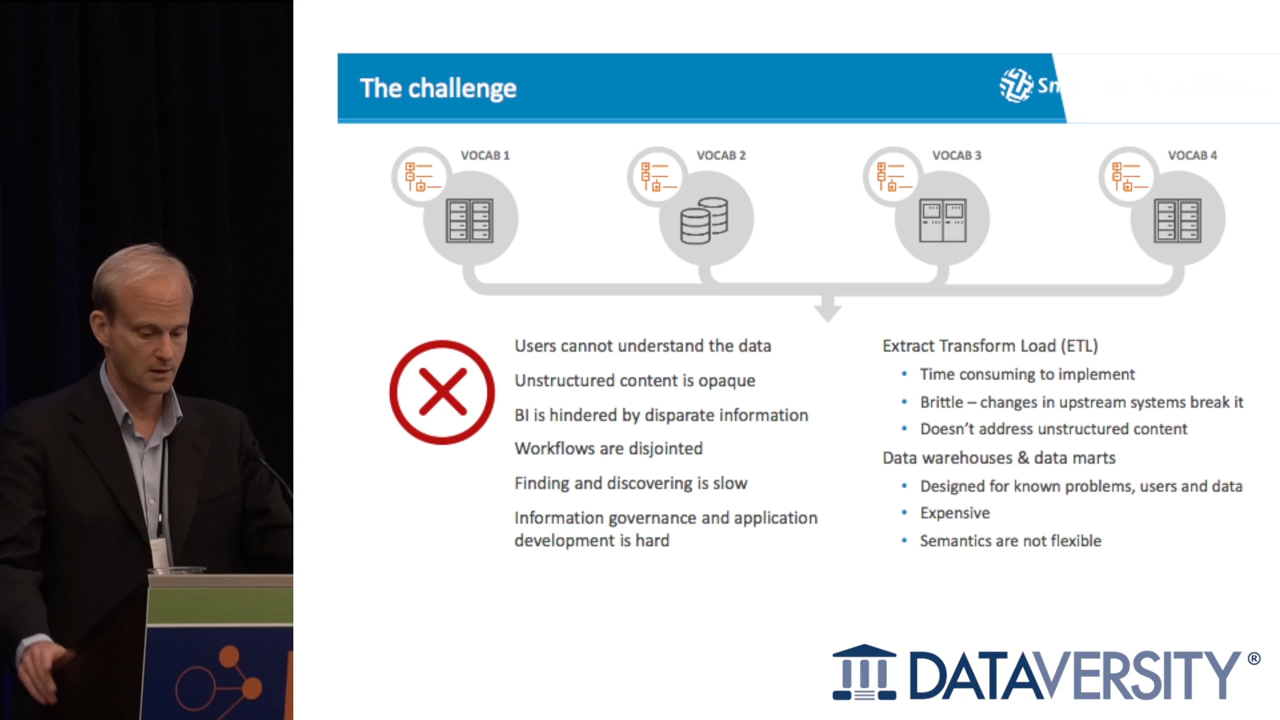 The challenge
VOCAB 1
VOCAB 2
VOCAB 3
VOCAB 4
Users cannot understand the data
Unstructured content is opaque
BI is hindered by disparate information
Workflows are disjointed
Finding and discovering is slow
Information governance and application
development is hard
Extract Transform Load (ETL)
• Time consuming to implement
• Brittle – changes in upstream systems break it
• Doesn’t address unstructured content
Data warehouses & data marts
• Designed for known problems, users and data
• Expensive
• Semantics are not flexible
DATAVERSITY®